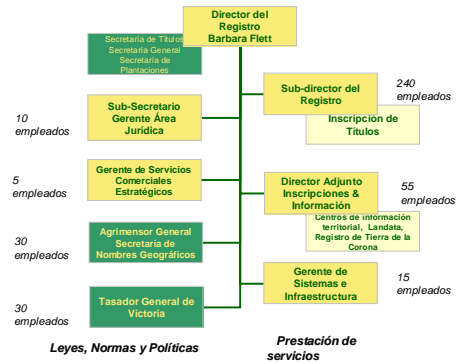 Director del
Registro
Barbara Flett
Secretaría de Títulos
Secretaría General
Secretaría de
Plantaciones
Sub-director del
Registro
240
empleados
Inscripción de
Títulos
10
empleados
Sub-Secretario
Gerente Área
Jurídica
5
empleados
Gerente de Servicios
Comerciales
Estratégicos
Director Adjunto
Inscripciones &
Información
55
empleados
Centros de información
territorial, Landata,
Registro de Tierra de la
Corona
30
empleados
Agrimensor General
Secretaría de
Nombres Geográficos
Gerente de
Sistemas e
Infraestructura
15
empleados
30
empleados
Tasador General de
Victoria
Leyes, Normas y Políticas
Prestación de
servicios